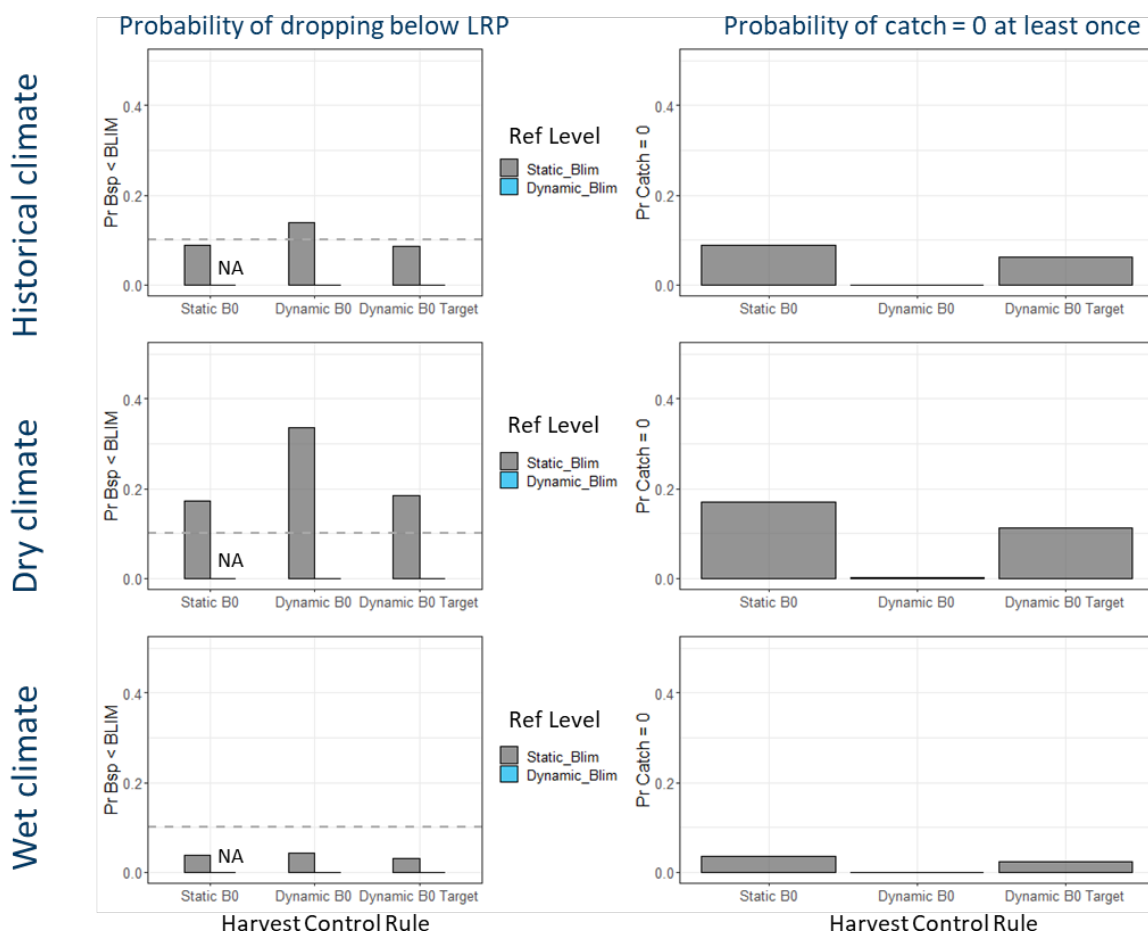 Probability of dropping below LRP
Probability of catch = 0 at least once
Historical climate
Pr Bsp < BLIM
0.4
0.2
0.0
NA
Static B0
Dynamic B0
Dynamic B0 Target
Ref Level
Static_Blim
Dynamic_Blim
Pr Catch = 0
0.4
0.2
0.0
Static B0
Dynamic B0
Dynamic B0 Target
Dry climate
Pr Bsp < BLIM
0.4
0.2
0.0
NA
Static B0
Dynamic B0
Dynamic B0 Target
Ref Level
Static_Blim
Dynamic_Blim
Pr Catch = 0
0.4
0.2
0.0
Static B0
Dynamic B0
Dynamic B0 Target
Wet climate
Pr Bsp < BLIM
0.4
0.2
0.0
NA
Static B0
Dynamic B0
Dynamic B0 Target
Ref Level
Static_Blim
Dynamic_Blim
Pr Catch = 0
0.4
0.2
0.0
Static B0
Dynamic B0
Dynamic B0 Target
Harvest Control Rule
Harvest Control Rule